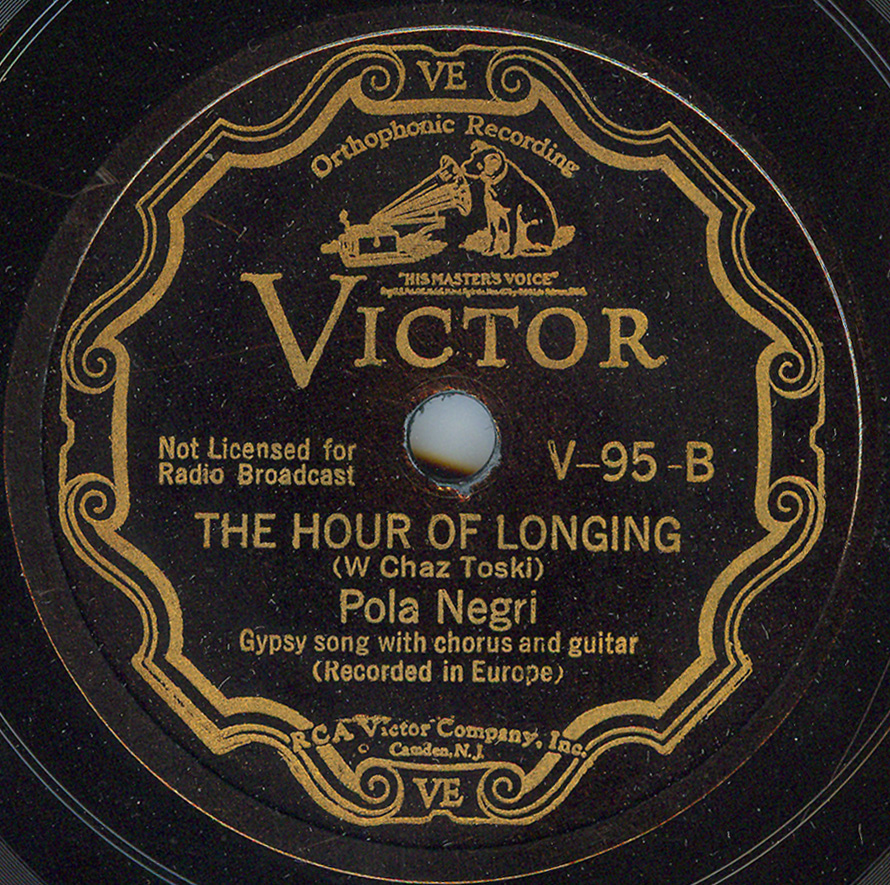 VE
Orthophonic Recording
"HIS MASTER'S VOICE"
VICTOR
Not Licensed for
Radio Broadcast
V-95-B
THE HOUR OF LONGING
(W Chaz Toski)
Pola Negri
Gypsy song with chorus and guitar
(Recorded in Europe)
RCA Victor Company, Inc.
Camden, N.J.
VE